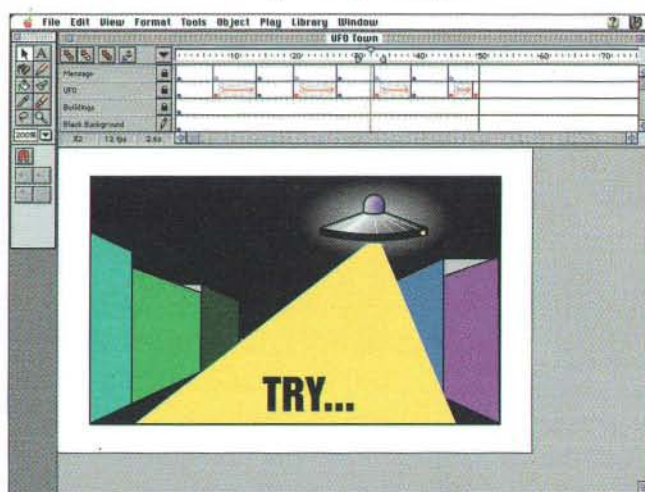 File Edit View Format Tools Object Play Library Window
UFO Town
10 20 30 40 50 60 70
Message
UFO
Buildings
Black Background
200%
12 fps
TRY...